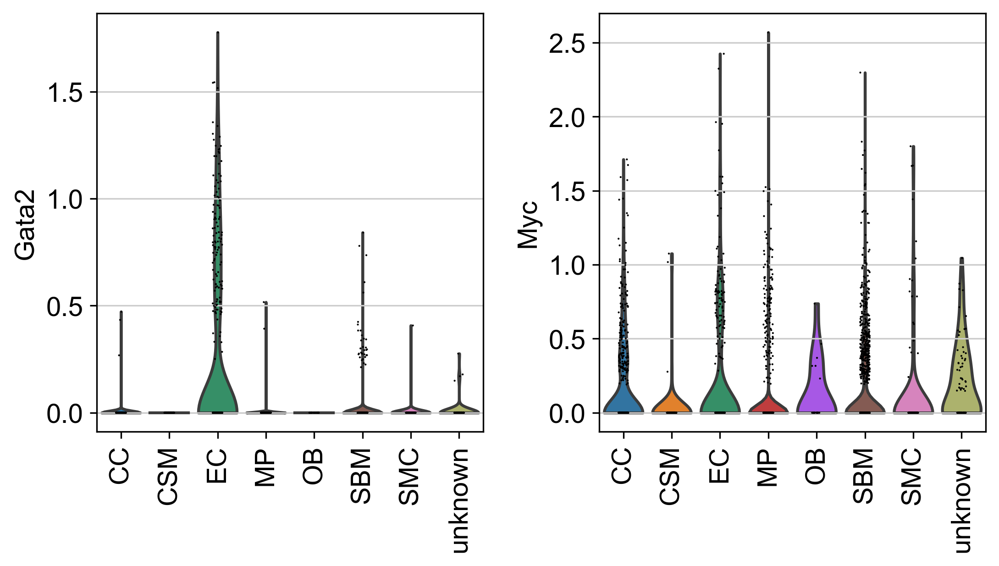 Gata2
1.5
1.0
0.5
0.0
CC
CSM
EC
MP
OB
SBM
SMC
unknown
Myc
2.5
2.0
1.5
1.0
0.5
0.0
CC
CSM
EC
MP
OB
SBM
SMC
unknown